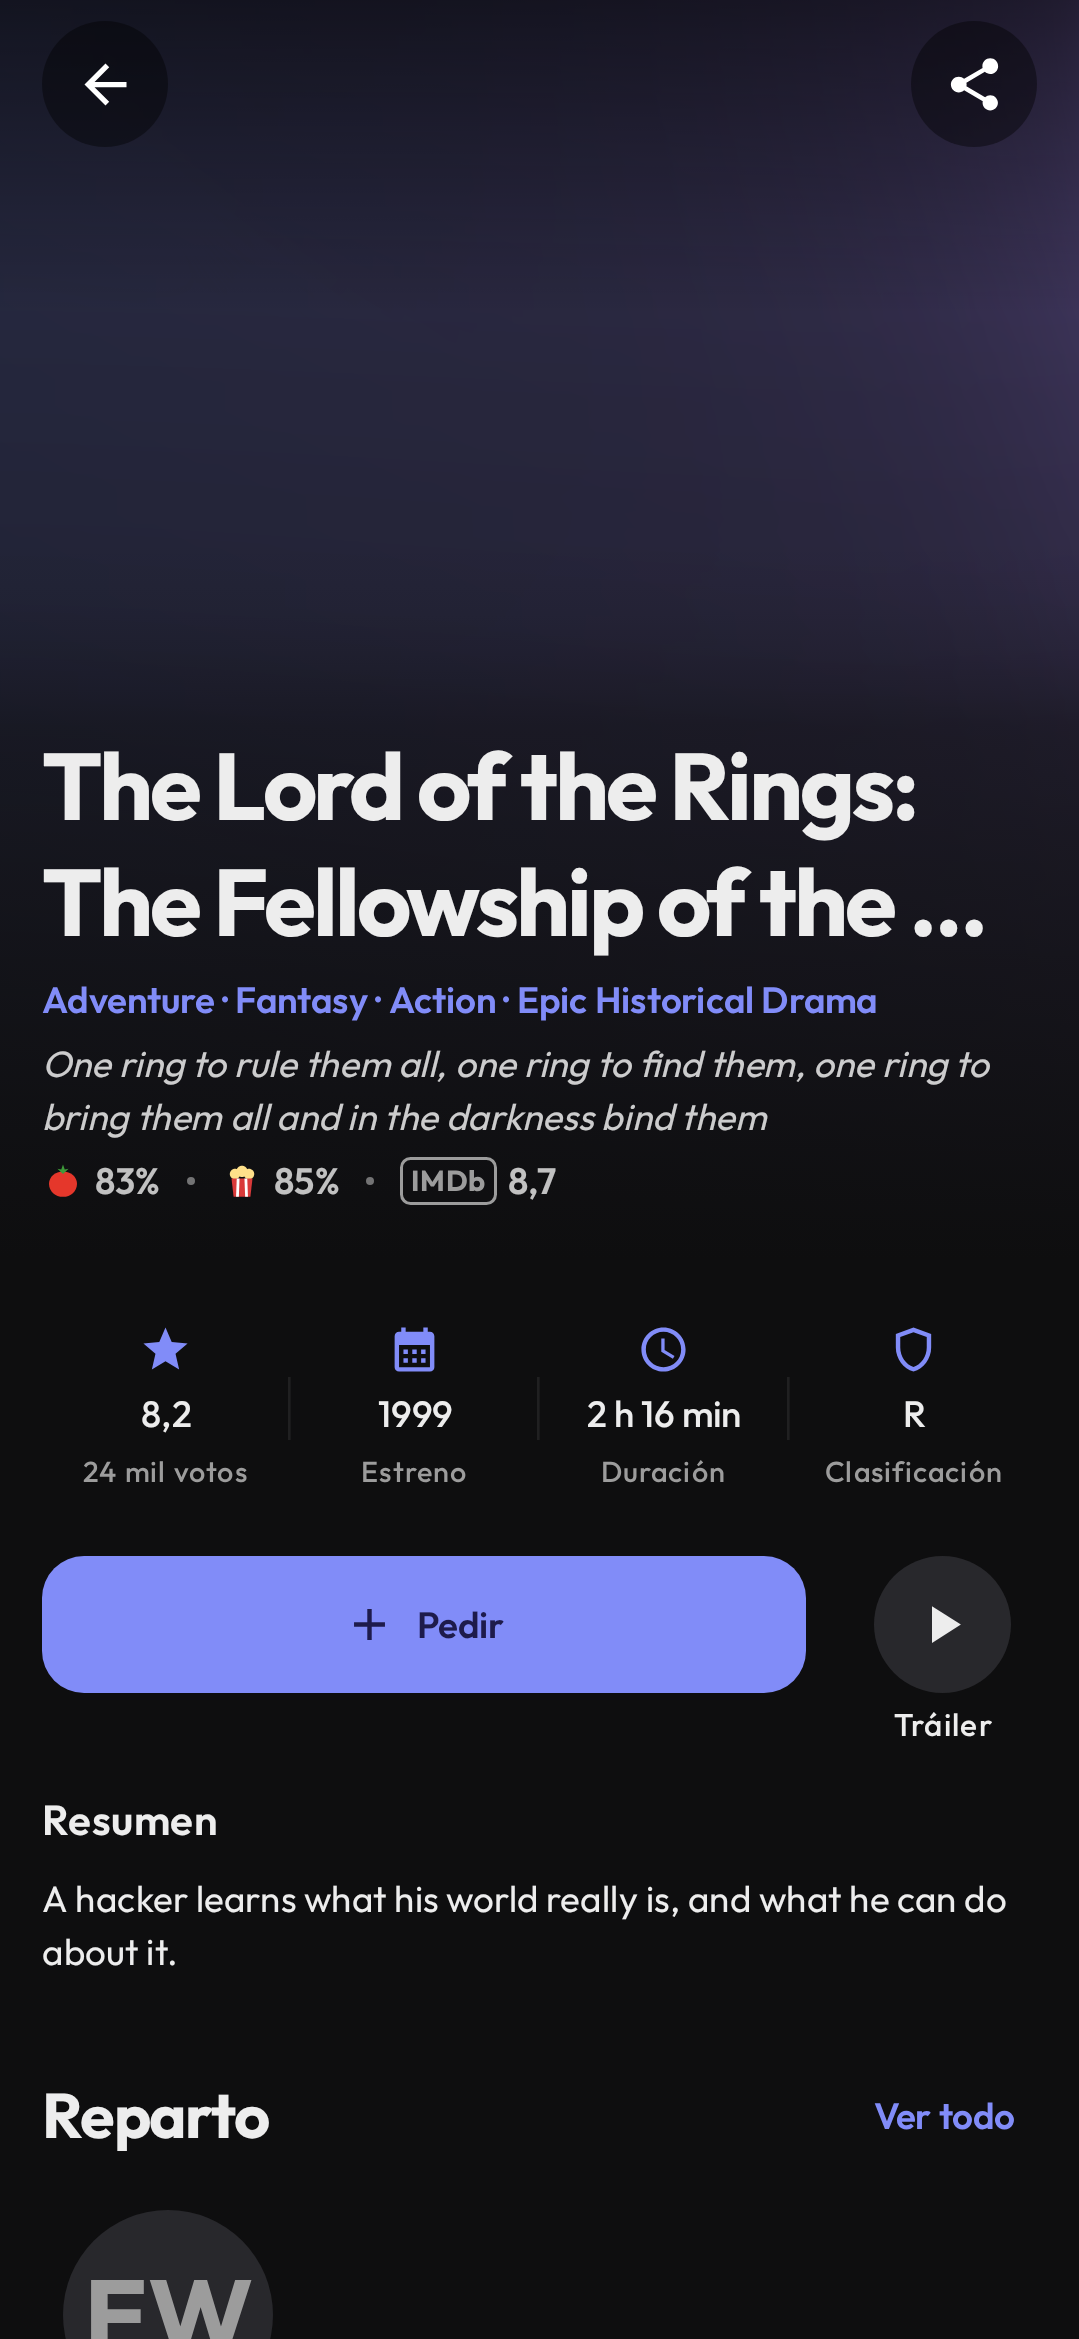 The Lord of the Rings:
The Fellowship of the ...
Adventure · Fantasy · Action · Epic Historical Drama
One ring to rule them all, one ring to find them, one ring to
bring them all and in the darkness bind them
83% • 85% • IMDb 8,7
8,2
24 mil votos
1999
Estreno
2 h 16 min
Duración
R
Clasificación
Pedir
Tráiler
Resumen
A hacker learns what his world really is, and what he can do
about it.
Reparto
Ver todo
EW